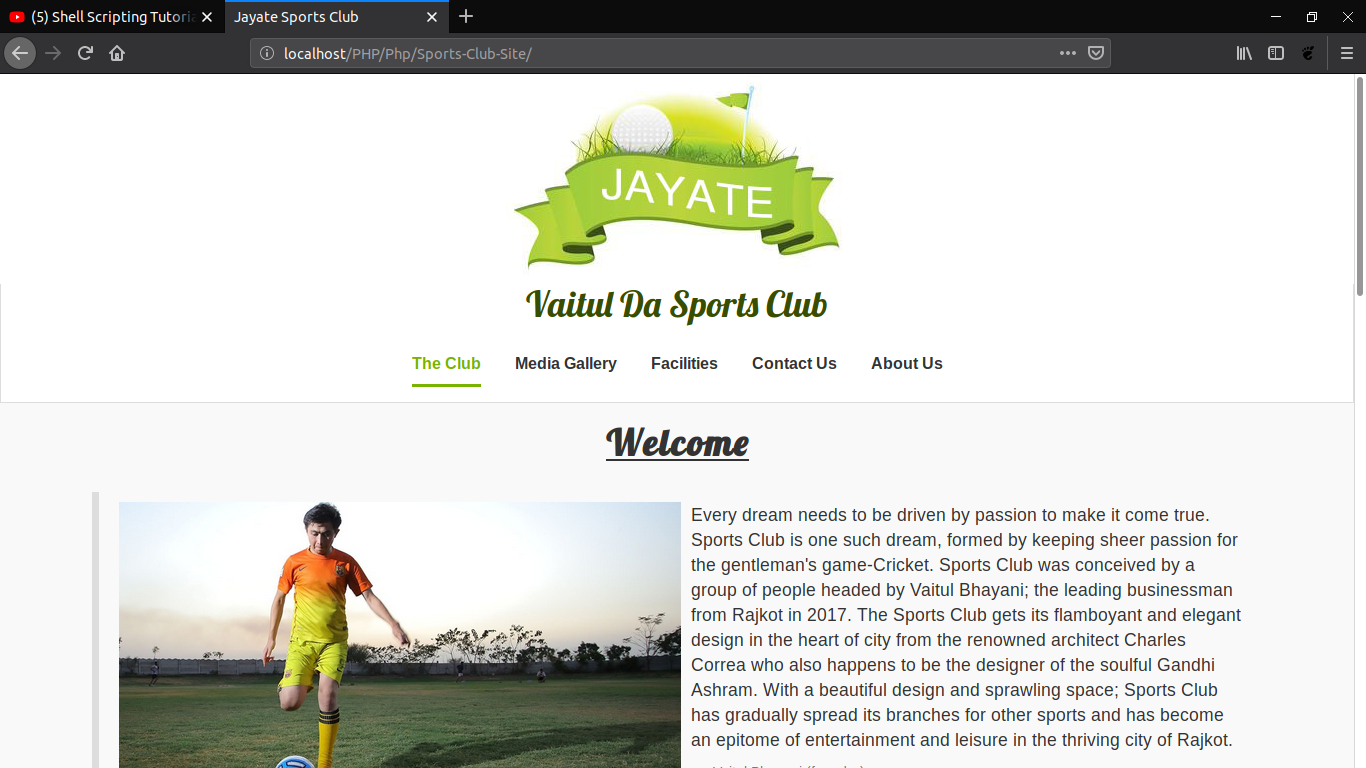 (5) Shell Scripting Tutoria
Jayate Sports Club
localhost/PHP/Php/Sports-Club-Site/
JAYATE
Vaitul Da Sports Club
The Club Media Gallery Facilities Contact Us About Us
Welcome
Every dream needs to be driven by passion to make it come true.
Sports Club is one such dream, formed by keeping sheer passion for
the gentleman's game-Cricket. Sports Club was conceived by a
group of people headed by Vaitul Bhayani; the leading businessman
from Rajkot in 2017. The Sports Club gets its flamboyant and elegant
design in the heart of city from the renowned architect Charles
Correa who also happens to be the designer of the soulful Gandhi
Ashram. With a beautiful design and sprawling space; Sports Club
has gradually spread its branches for other sports and has become
an epitome of entertainment and leisure in the thriving city of Rajkot.